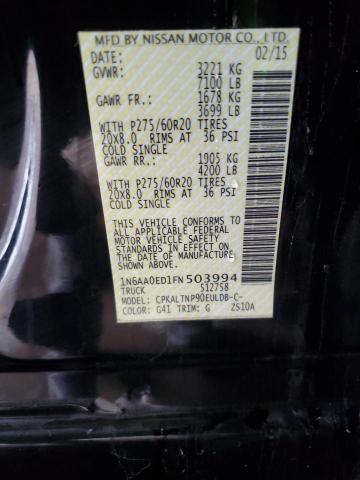 MFD BY NISSAN MOTOR CO., LTD.
DATE: 02/15
GVWR: 3221 KG
7100 LB
GAWR FR.: 1678 KG
3699 LB
WITH P275/60R20 TIRES
20X8.0 RIMS AT 36 PSI
COLD SINGLE
GAWR RR.: 1905 KG
4200 LB
WITH P275/60R20 TIRES
20X8.0 RIMS AT 36 PSI
COLD SINGLE
THIS VEHICLE CONFORMS TO ALL
APPLICABLE FEDERAL MOTOR
VEHICLE SAFETY STANDARDS IN
EFFECT ON THE DATE OF
MANUFACTURE SHOWN ABOVE.
1N6AA0ED1FN503994
TRUCK 512758
MODEL: CPKALTNP90EULDB-C-
COLOR: G41 TRIM: G ZS10A